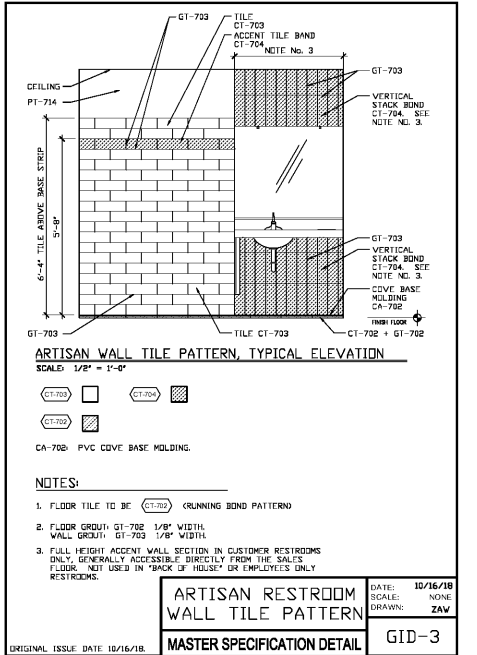 GT-703
TILE
CT-703
ACCENT TILE BAND
CT-704
NOTE No. 3
GT-703
CEILING
PT-714
VERTICAL
STACK BOND
CT-704. SEE
NOTE NO. 3.
6'-4" TILE ABOVE BASE STRIP
5'-8"
GT-703
VERTICAL
STACK BOND
CT-704. SEE
NOTE NO. 3.
COVE BASE
MOLDING
CA-702
FINISH FLOOR
GT-703
TILE CT-703
CT-702 + GT-702
ARTISAN WALL TILE PATTERN, TYPICAL ELEVATION
SCALE: 1/2" = 1'-0"
CT-703
CT-704
CT-702
CA-702: PVC COVE BASE MOLDING.
NOTES:
1. FLOOR TILE TO BE CT-702 (RUNNING BOND PATTERN)
2. FLOOR GROUT: GT-702 1/8" WIDTH.
WALL GROUT: GT-703 1/8" WIDTH.
3. FULL HEIGHT ACCENT WALL SECTION IN CUSTOMER RESTROOMS
ONLY, GENERALLY ACCESSIBLE DIRECTLY FROM THE SALES
FLOOR. NOT USED IN "BACK OF HOUSE" OR EMPLOYEES ONLY
RESTROOMS.
ARTISAN RESTROOM
WALL TILE PATTERN
DATE: 10/16/18
SCALE: NONE
DRAWN: ZAW
ORIGINAL ISSUE DATE 10/16/18.
MASTER SPECIFICATION DETAIL
GID-3